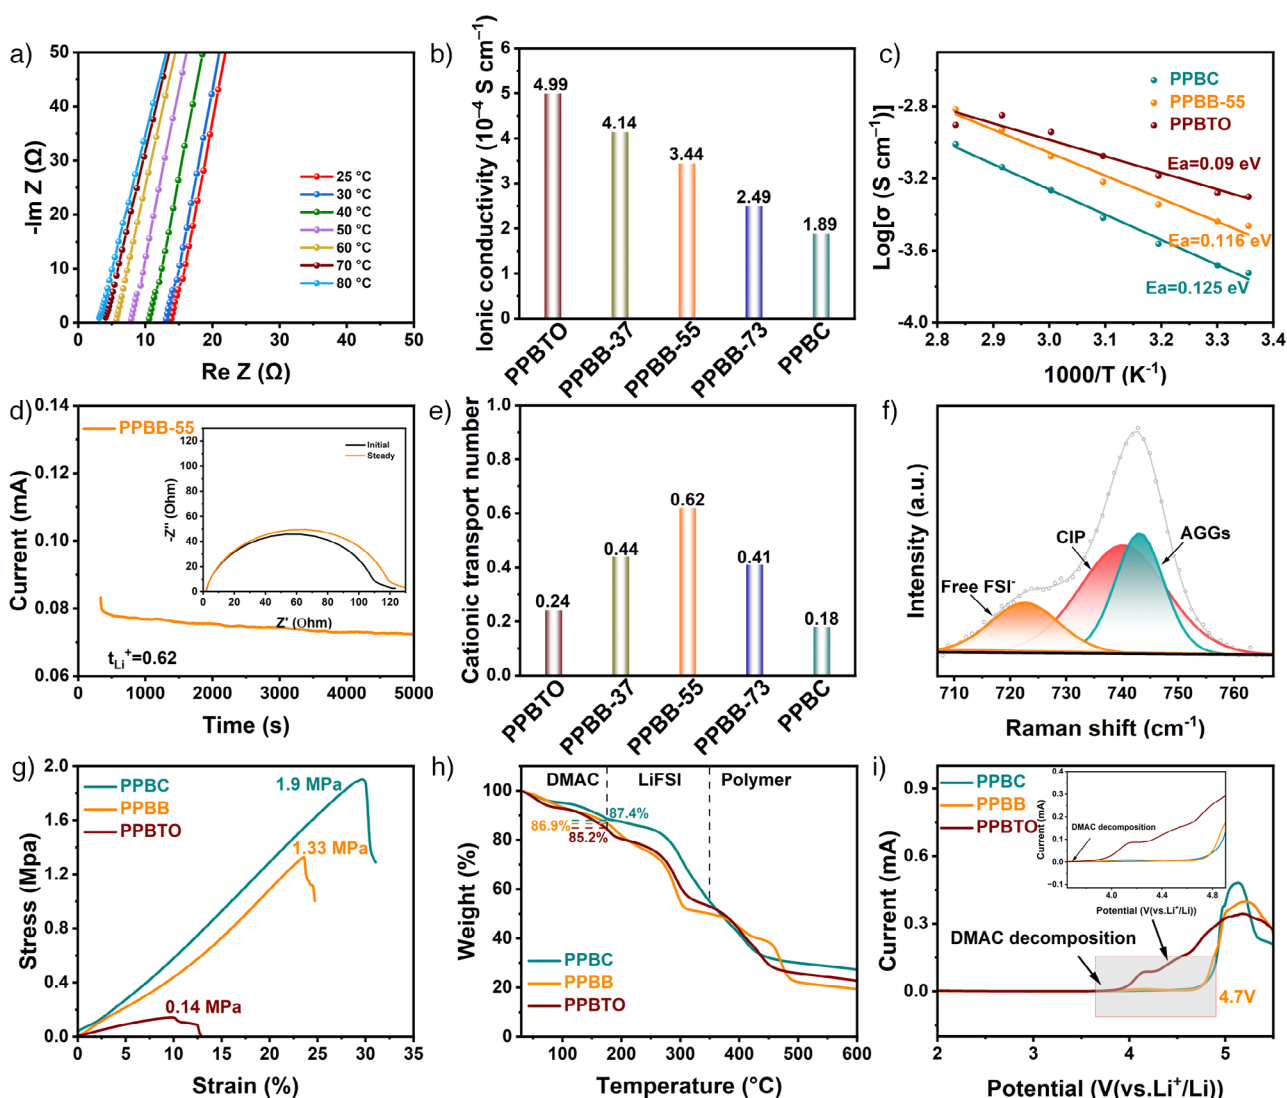 a)
50
40
30
20
10
0
-Im Z (Ω)
25 °C
30 °C
40 °C
50 °C
60 °C
70 °C
80 °C
0 10 20 30 40 50
Re Z (Ω)
b)
6
5
4
3
2
1
0
Ionic conductivity (10⁻⁴ S cm⁻¹)
4.99
4.14
3.44
2.49
1.89
PPBTO
PPBB-37
PPBB-55
PPBB-73
PPBC
c)
-2.8
-3.2
-3.6
-4.0
Log[σ (S cm⁻¹)]
PPBC
PPBB-55
PPBTO
Ea=0.09 eV
Ea=0.116 eV
Ea=0.125 eV
2.8 2.9 3.0 3.1 3.2 3.3 3.4
1000/T (K⁻¹)
d)
0.14
0.12
0.10
0.08
0.06
Current (mA)
PPBB-55
120
100
80
60
40
20
0
-Z'' (Ohm)
Initial
Steady
0 20 40 60 80 100 120
Z' (Ohm)
tLi⁺=0.62
0 1000 2000 3000 4000 5000
Time (s)
e)
1.0
0.8
0.6
0.4
0.2
0.0
Cationic transport number
0.24
0.44
0.62
0.41
0.18
PPBTO
PPBB-37
PPBB-55
PPBB-73
PPBC
f)
Intensity (a.u.)
CIP
AGGs
Free FSI⁻
710 720 730 740 750 760
Raman shift (cm⁻¹)
g)
2.0
1.6
1.2
0.8
0.4
0.0
Stress (Mpa)
PPBC
PPBB
PPBTO
1.9 MPa
1.33 MPa
0.14 MPa
0 5 10 15 20 25 30 35
Strain (%)
h)
100
80
60
40
20
0
Weight (%)
DMAC LiFSI Polymer
87.4%
86.9%
85.2%
PPBC
PPBB
PPBTO
100 200 300 400 500 600
Temperature (°C)
i)
0.9
0.6
0.3
0.0
Current (mA)
PPBC
PPBB
PPBTO
0.4
0.3
0.2
0.1
0.0
-0.1
Current (mA)
DMAC decomposition
4.0 4.4 4.8
Potential (V(vs.Li⁺/Li))
DMAC decomposition
4.7V
2 3 4 5
Potential (V(vs.Li⁺/Li))